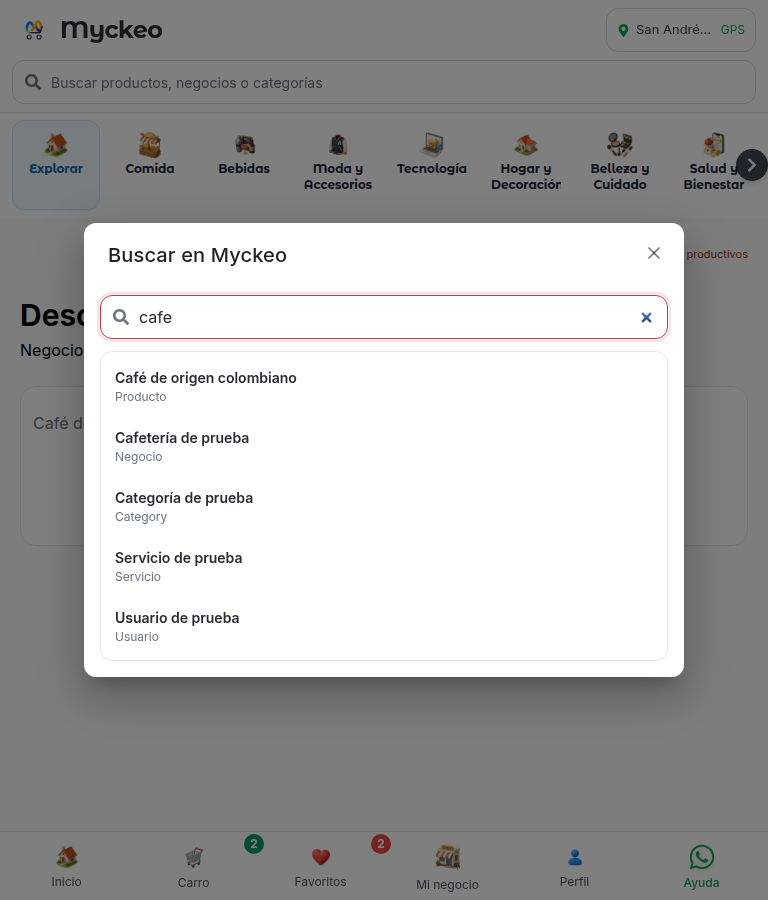 Myckeo
San André... GPS
Buscar productos, negocios o categorías
Explorar
Comida
Bebidas
Moda y
Accesorios
Tecnología
Hogar y
Decoración
Belleza y
Cuidado
Salud y
Bienestar
Buscar en Myckeo
productivos
cafe
Desc
Negocio
Café de origen colombiano
Producto
Café d
Cafetería de prueba
Negocio
Categoría de prueba
Category
Servicio de prueba
Servicio
Usuario de prueba
Usuario
2
2
Inicio
Carro
Favoritos
Mi negocio
Perfil
Ayuda